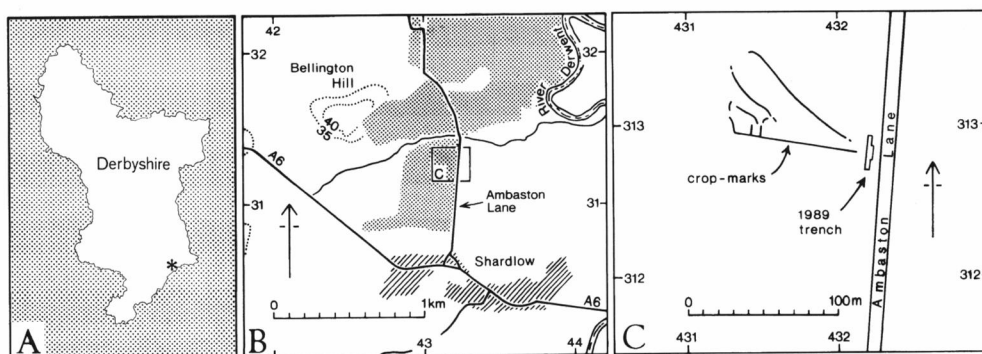 Derbyshire
*
A
42
32
32
Bellington
Hill
River Derwent
40
35
A6
C
31
31
Ambaston
Lane
Shardlow
0
1km
A6
B
43
44
431
432
313
313
crop-marks
1989
trench
Ambaston Lane
312
312
0
100m
C
431
432